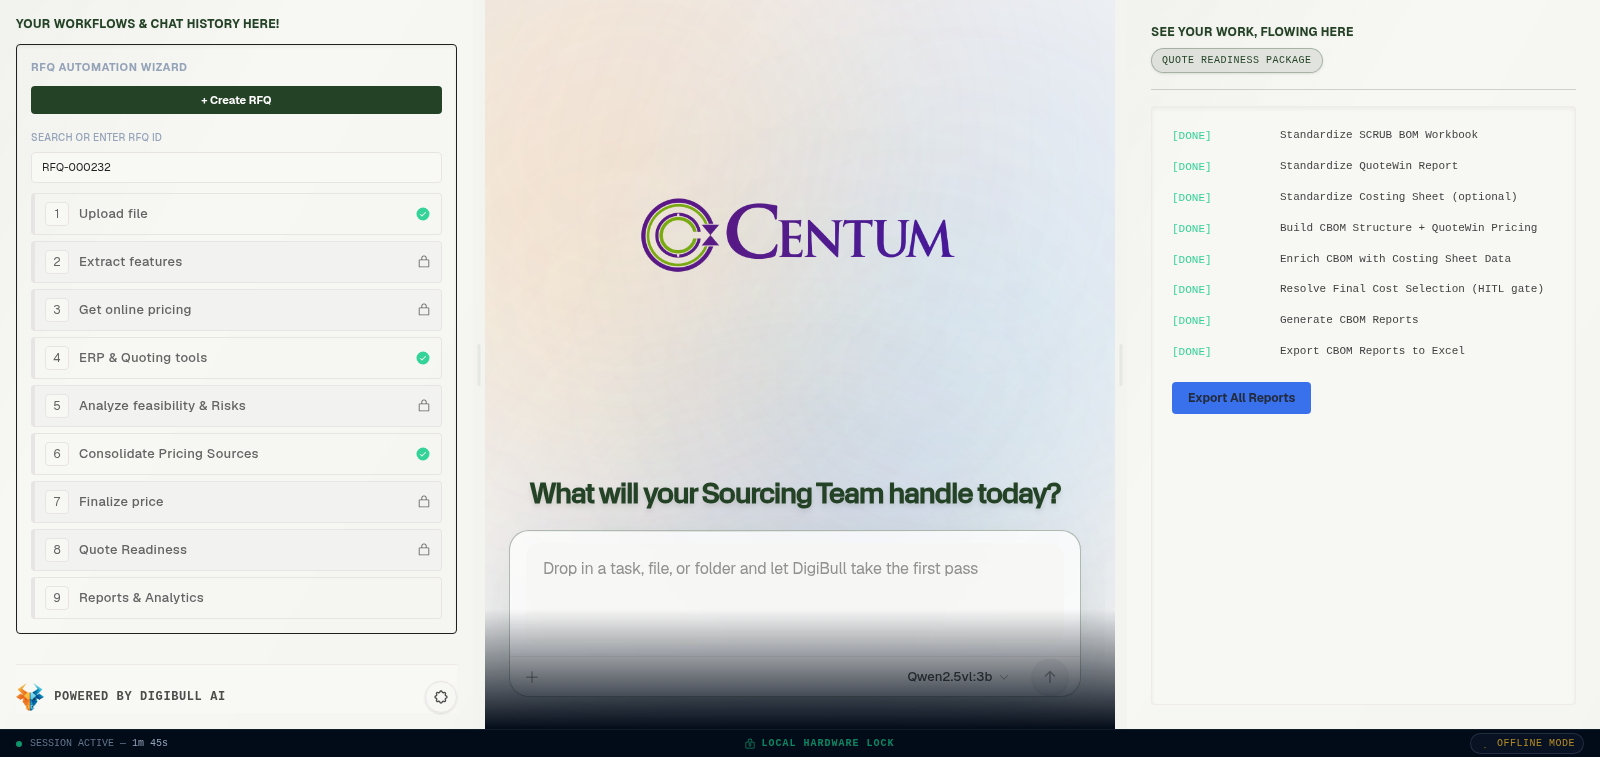 YOUR WORKFLOWS & CHAT HISTORY HERE!
RFQ AUTOMATION WIZARD
+ Create RFQ
SEARCH OR ENTER RFQ ID
RFQ-000232
1 Upload file
2 Extract features
3 Get online pricing
4 ERP & Quoting tools
5 Analyze feasibility & Risks
6 Consolidate Pricing Sources
7 Finalize price
8 Quote Readiness
9 Reports & Analytics
POWERED BY DIGIBULL AI
CENTUM
What will your Sourcing Team handle today?
Drop in a task, file, or folder and let DigiBull take the first pass
Qwen2.5vl:3b
SEE YOUR WORK, FLOWING HERE
QUOTE READINESS PACKAGE
[DONE] Standardize SCRUB BOM Workbook
[DONE] Standardize QuoteWin Report
[DONE] Standardize Costing Sheet (optional)
[DONE] Build CBOM Structure + QuoteWin Pricing
[DONE] Enrich CBOM with Costing Sheet Data
[DONE] Resolve Final Cost Selection (HITL gate)
[DONE] Generate CBOM Reports
[DONE] Export CBOM Reports to Excel
Export All Reports
SESSION ACTIVE — 1m 45s
LOCAL HARDWARE LOCK
OFFLINE MODE